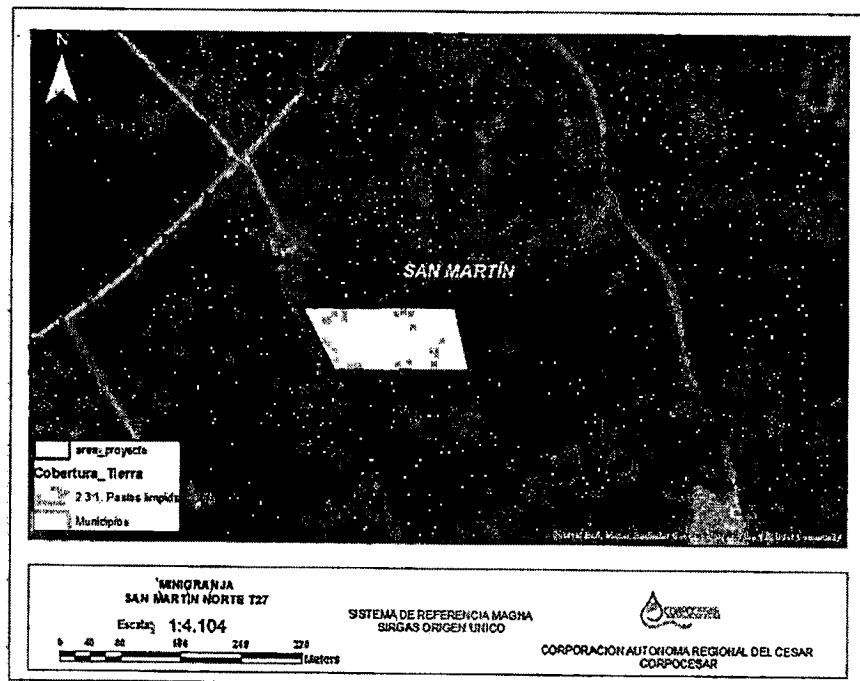 N
SAN MARTÍN
area_proyecto
Cobertura_Tierra
2.3.1. Pastos limpios
Municipios
MINIGRANJA
SAN MARTÍN NORTE T27
Escala: 1:4.104
0 40 80 160 240 320
Meters
SISTEMA DE REFERENCIA MAGNA
SIRGAS ORIGEN UNICO
CORPOCESAR
CORPORACION AUTONOMA REGIONAL DEL CESAR
CORPOCESAR